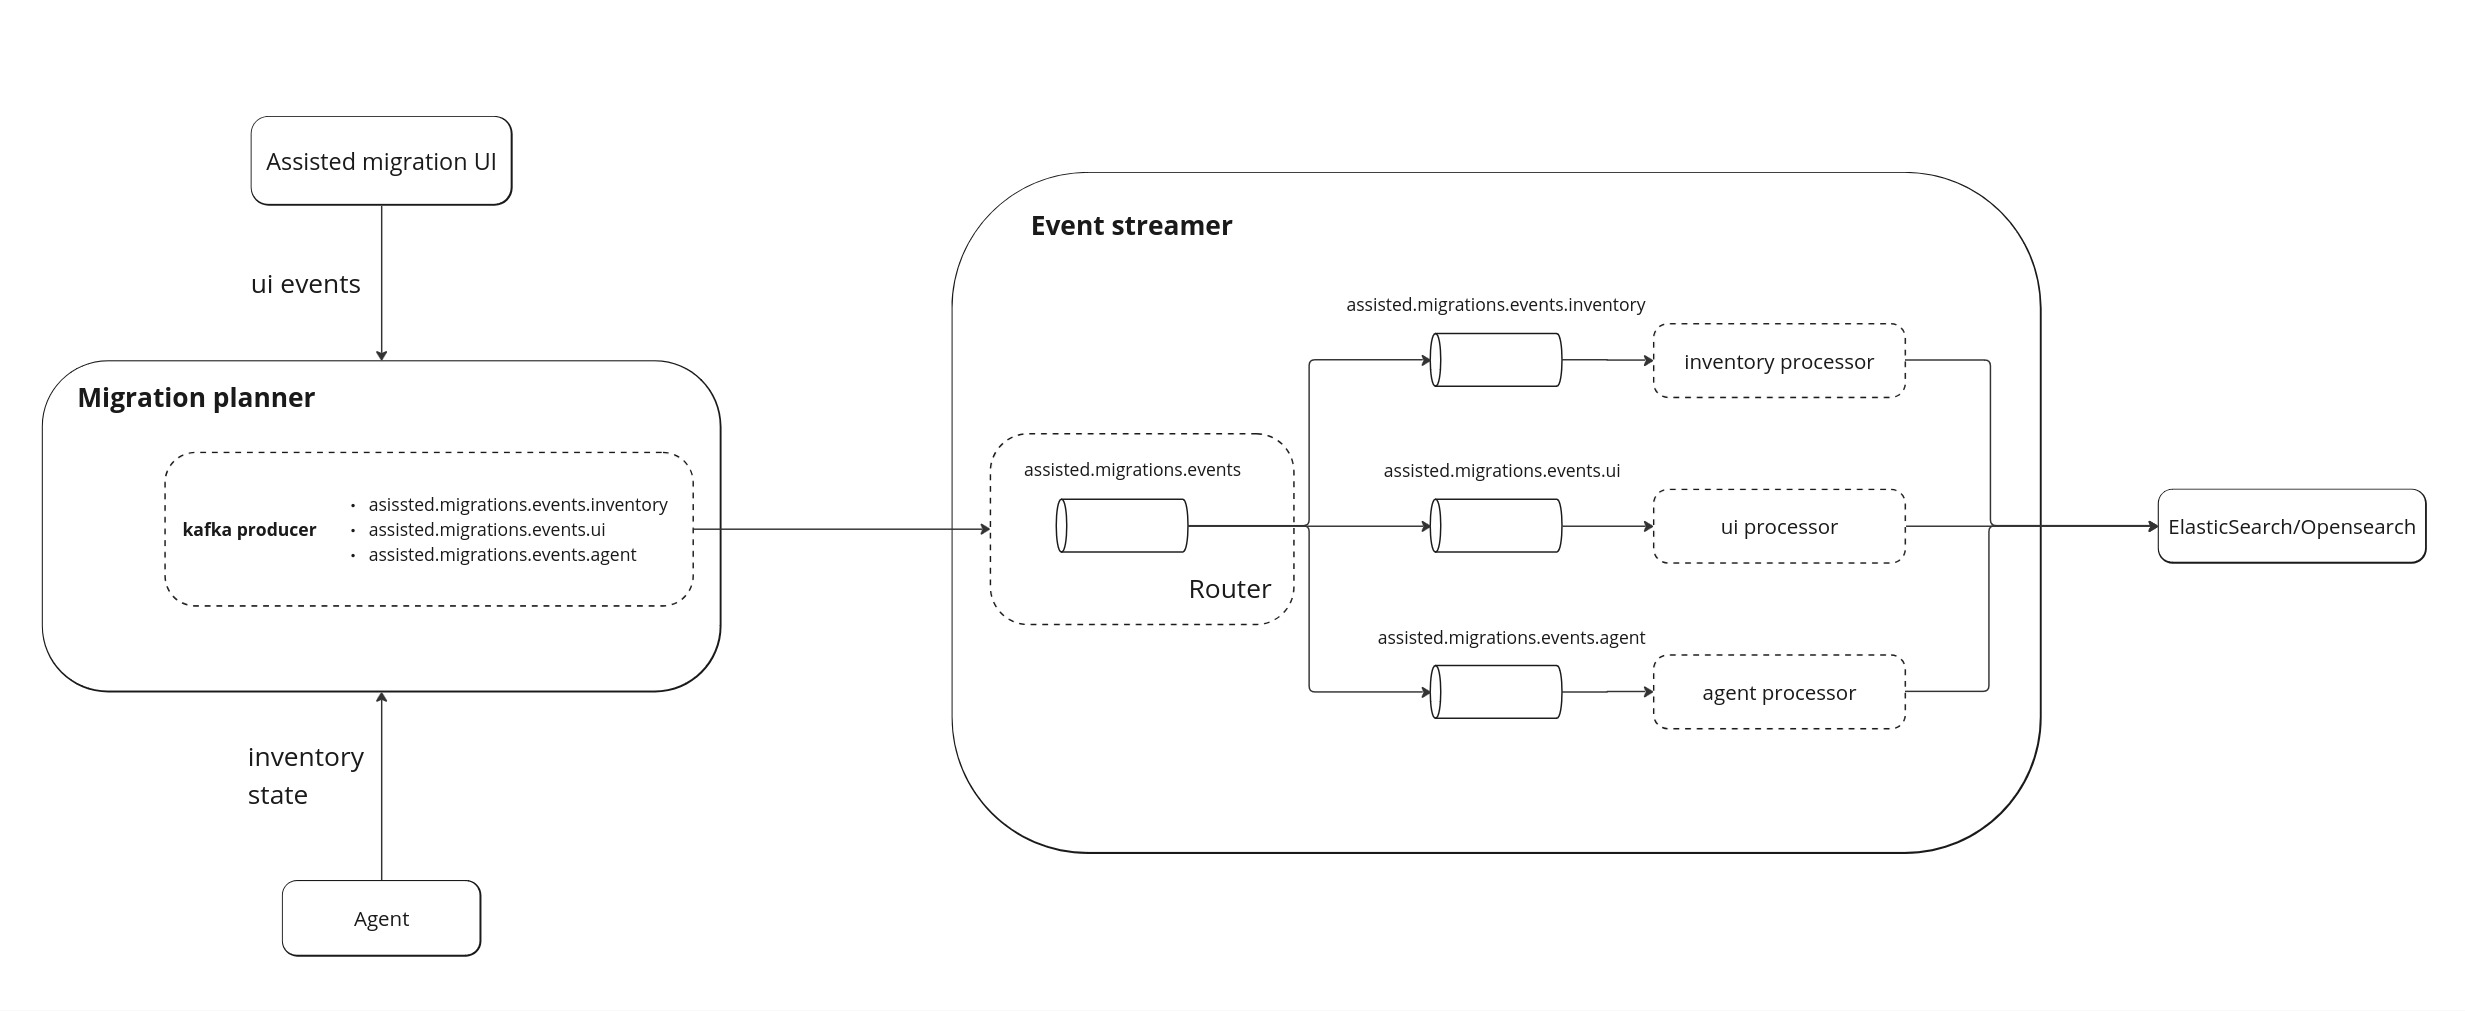 Assisted migration UI
ui events
Migration planner
kafka producer
• asissted.migrations.events.inventory
• assisted.migrations.events.ui
• assisted.migrations.events.agent
inventory
state
Agent
Event streamer
assisted.migrations.events
Router
assisted.migrations.events.inventory
inventory processor
assisted.migrations.events.ui
ui processor
assisted.migrations.events.agent
agent processor
ElasticSearch/Opensearch